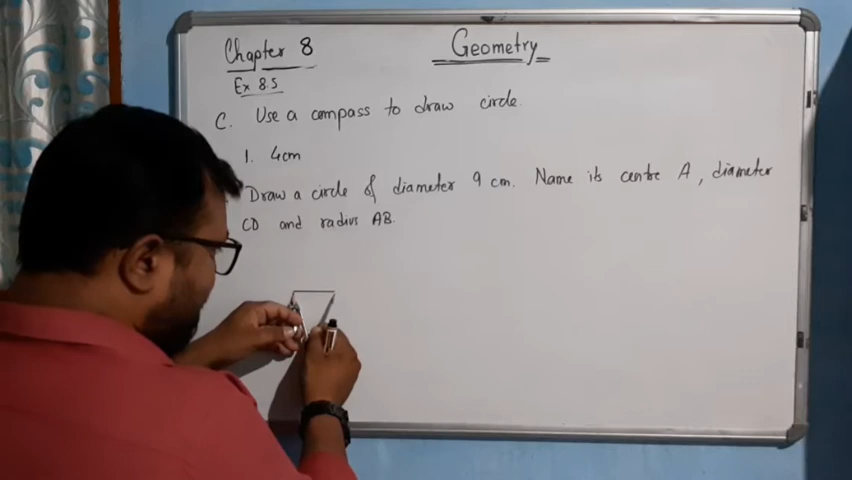 Chapter 8
Geometry
Ex 8.5
C. Use a compass to draw circle.
1. 4cm
Draw a circle of diameter 9 cm. Name its centre A, diameter
CD and radius AB.